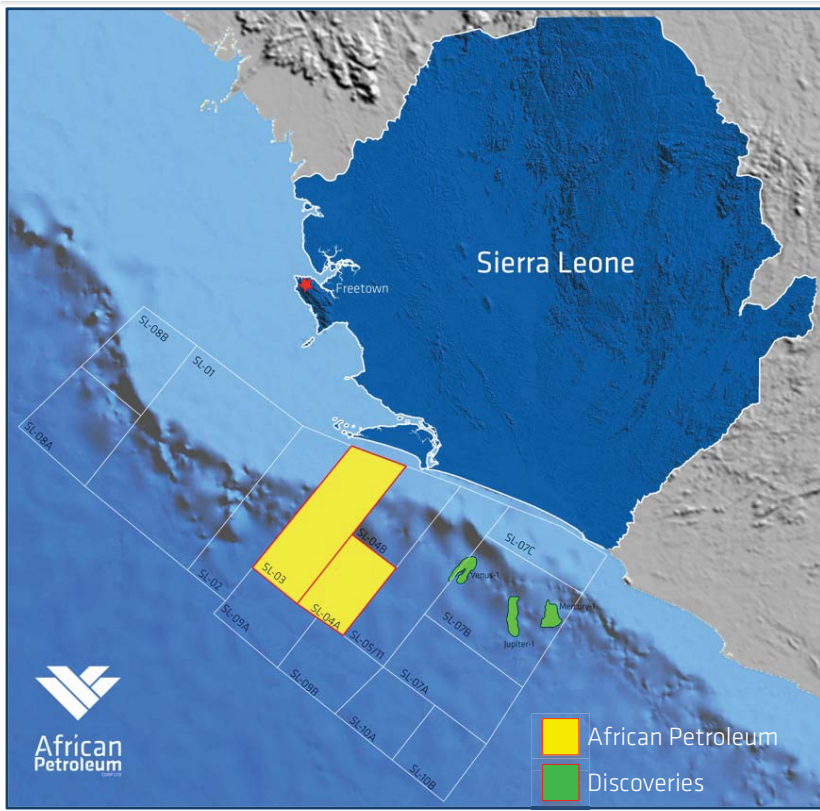 Sierra Leone
Freetown
SL-08B
SL-01
SL-08A
SL-04B
SL-07C
Venus-1
SL-03
SL-02
Mercury-1
SL-04A
SL-09A
SL-05/11
SL-07B
Jupiter-1
SL-09B
SL-07A
SL-10A
SL-10B
African
Petroleum
CORP LTD
African Petroleum
Discoveries